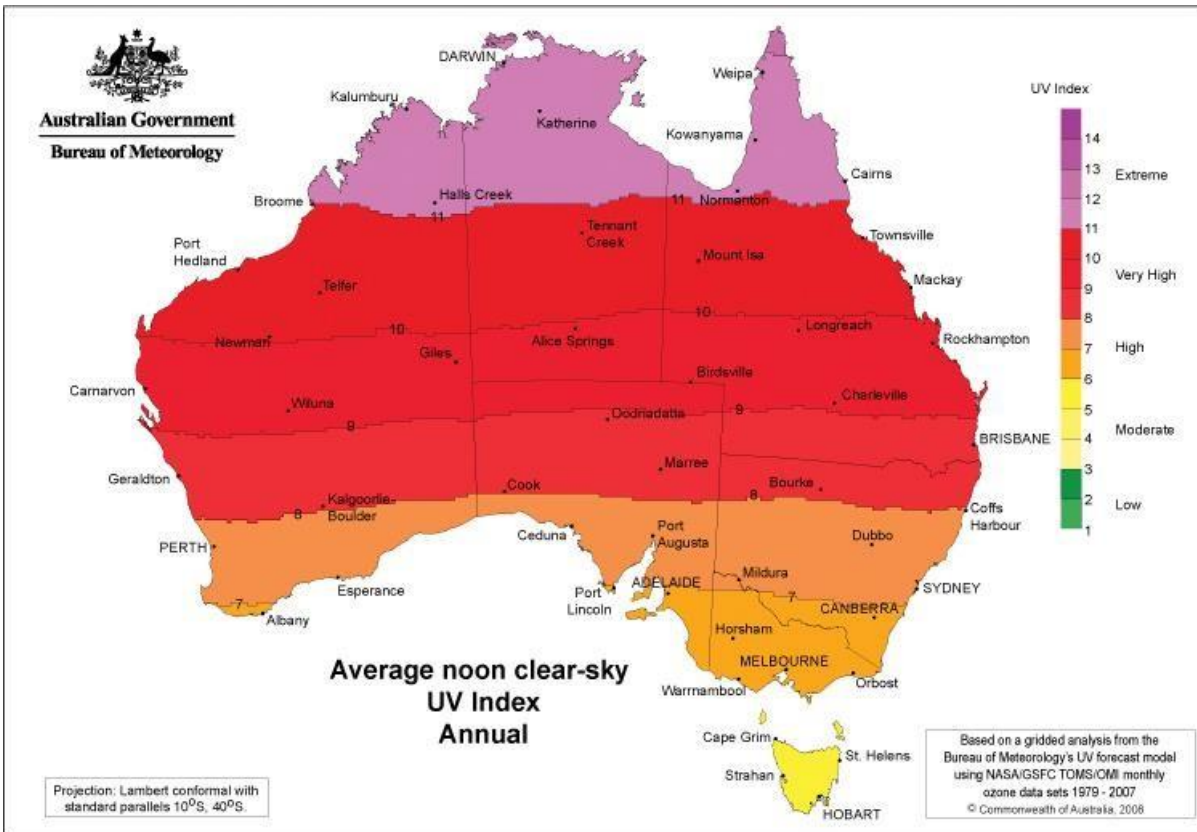 Australian Government
Bureau of Meteorology
DARWIN
Weipa
Kalumburu
Katherine
Kowanyama
Cairns
Halls Creek
Normanton
Broome
11
11
Tennant
Creek
Townsville
Port
Hedland
Mount Isa
Telfer
Mackay
10
10
Newman
Alice Springs
Longreach
Rockhampton
Giles
Birdsville
Carnarvon
Wiluna
Charleville
9
9
Oodnadatta
BRISBANE
Marree
Geraldton
Bourke
Cook
8
8
Kalgoorlie-
Boulder
Coffs
Harbour
Ceduna
Port
Augusta
Dubbo
PERTH
Mildura
Esperance
Port
Lincoln
ADELAIDE
SYDNEY
7
7
CANBERRA
Albany
Horsham
MELBOURNE
Warrnambool
Orbost
Cape Grim
St. Helens
Strahan
HOBART
UV Index
14
13
12
11
10
9
8
7
6
5
4
3
2
1
Extreme
Very High
High
Moderate
Low
Average noon clear-sky
UV Index
Annual
Projection: Lambert conformal with
standard parallels 10°S, 40°S.
Based on a gridded analysis from the
Bureau of Meteorology's UV forecast model
using NASA/GSFC TOMS/OMI monthly
ozone data sets 1979 - 2007
© Commonwealth of Australia, 2008